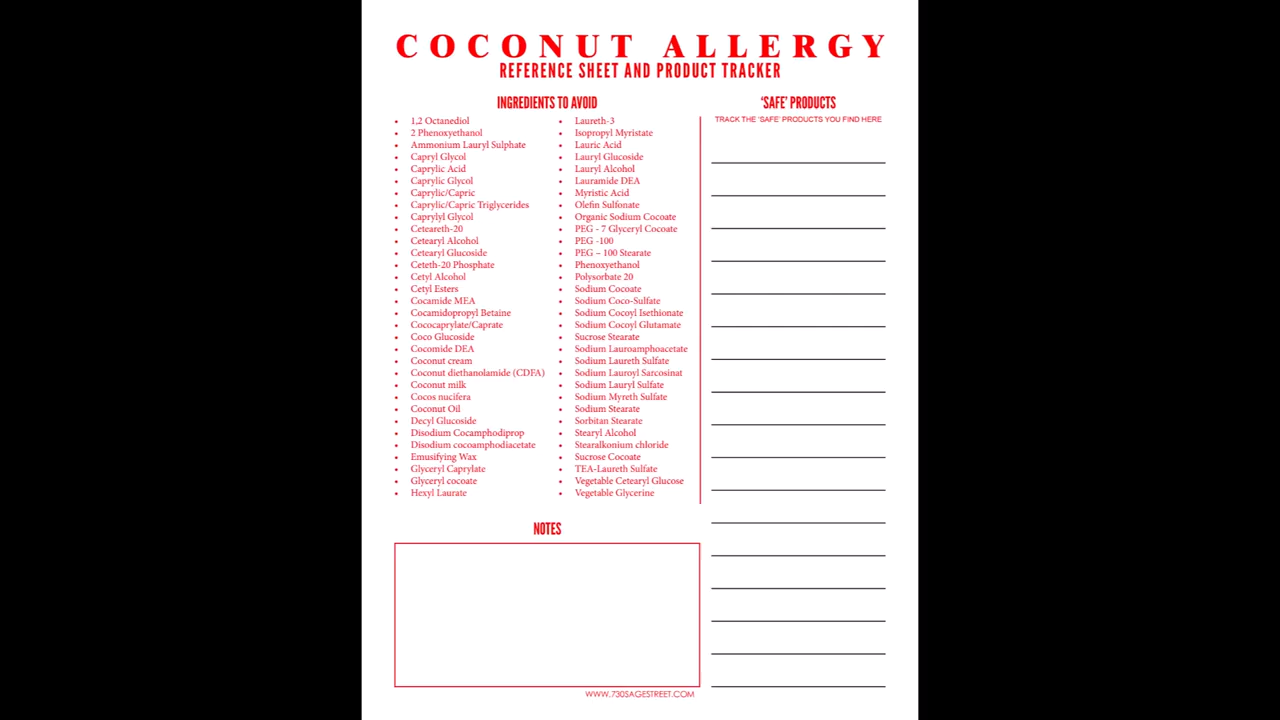 COCONUT ALLERGY
REFERENCE SHEET AND PRODUCT TRACKER
INGREDIENTS TO AVOID
• 1,2 Octanediol
• 2 Phenoxyethanol
• Ammonium Lauryl Sulphate
• Capryl Glycol
• Caprylic Acid
• Caprylic Glycol
• Caprylic/Capric
• Caprylic/Capric Triglycerides
• Caprylyl Glycol
• Ceteareth-20
• Cetearyl Alcohol
• Cetearyl Glucoside
• Ceteth-20 Phosphate
• Cetyl Alcohol
• Cetyl Esters
• Cocamide MEA
• Cocamidopropyl Betaine
• Cococaprylate/Caprate
• Coco Glucoside
• Cocomide DEA
• Coconut cream
• Coconut diethanolamide (CDFA)
• Coconut milk
• Cocos nucifera
• Coconut Oil
• Decyl Glucoside
• Disodium Cocamphodiprop
• Disodium cocoamphodiacetate
• Emusifying Wax
• Glyceryl Caprylate
• Glyceryl cocoate
• Hexyl Laurate
• Laureth-3
• Isopropyl Myristate
• Lauric Acid
• Lauryl Glucoside
• Lauryl Alcohol
• Lauramide DEA
• Myristic Acid
• Olefin Sulfonate
• Organic Sodium Cocoate
• PEG - 7 Glyceryl Cocoate
• PEG -100
• PEG – 100 Stearate
• Phenoxyethanol
• Polysorbate 20
• Sodium Cocoate
• Sodium Coco-Sulfate
• Sodium Cocoyl Isethionate
• Sodium Cocoyl Glutamate
• Sucrose Stearate
• Sodium Lauroamphoacetate
• Sodium Laureth Sulfate
• Sodium Lauroyl Sarcosinat
• Sodium Lauryl Sulfate
• Sodium Myreth Sulfate
• Sodium Stearate
• Sorbitan Stearate
• Stearyl Alcohol
• Stearalkonium chloride
• Sucrose Cocoate
• TEA-Laureth Sulfate
• Vegetable Cetearyl Glucose
• Vegetable Glycerine
'SAFE' PRODUCTS
TRACK THE 'SAFE' PRODUCTS YOU FIND HERE
NOTES
WWW.730SAGESTREET.COM